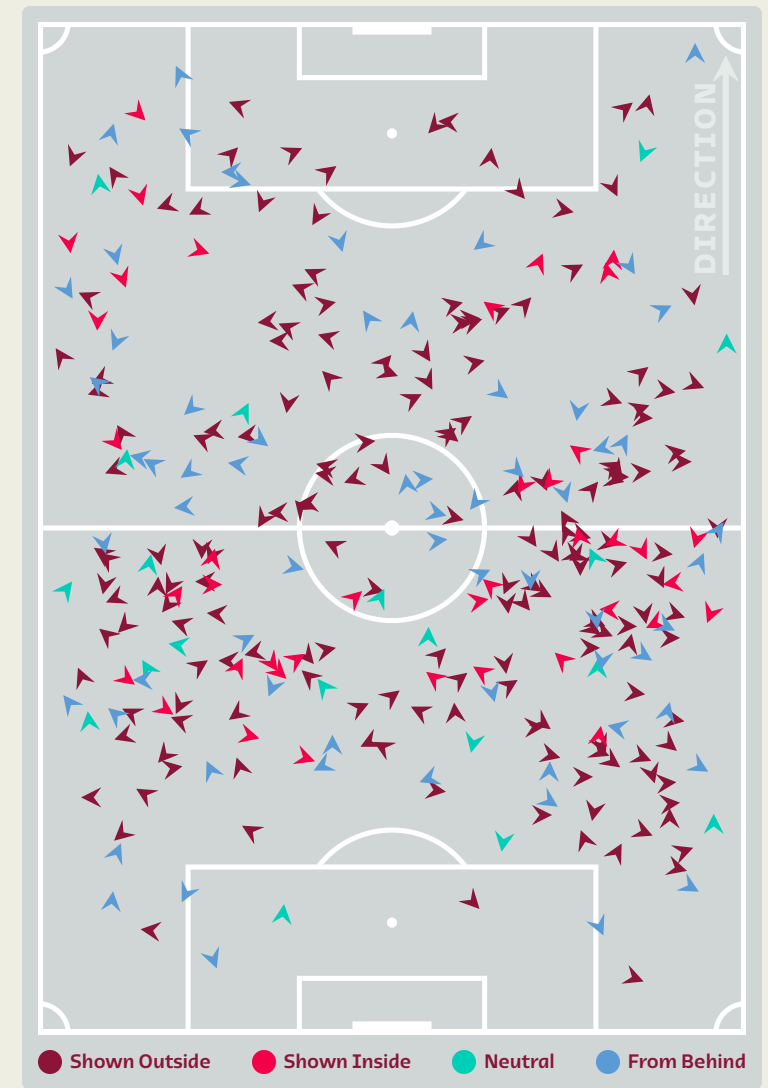 DIRECTION
Shown Outside
Shown Inside
Neutral
From Behind